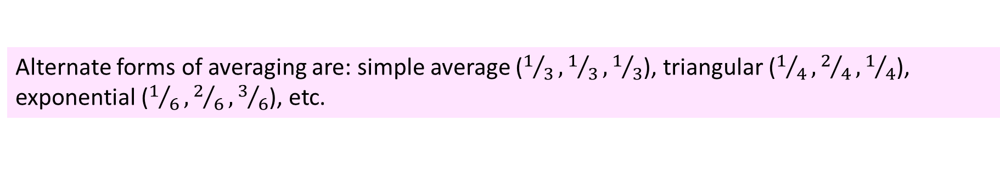 Alternate forms of averaging are: simple average (1/3, 1/3, 1/3), triangular (1/4, 2/4, 1/4),
exponential (1/6, 2/6, 3/6), etc.